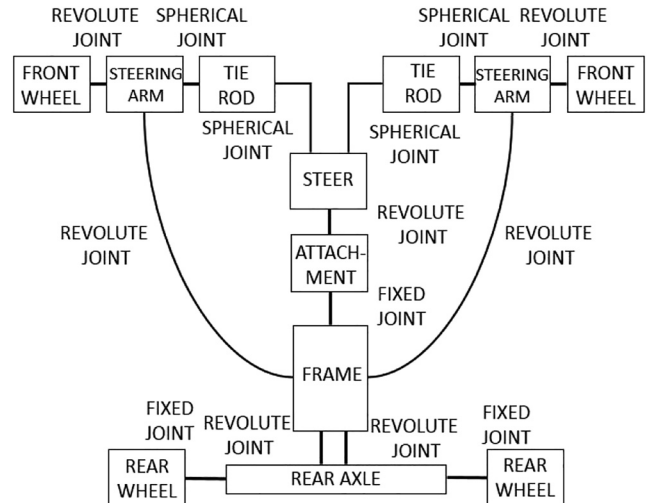 REVOLUTE
JOINT
SPHERICAL
JOINT
SPHERICAL
JOINT
REVOLUTE
JOINT
FRONT
WHEEL
STEERING
ARM
TIE
ROD
TIE
ROD
STEERING
ARM
FRONT
WHEEL
SPHERICAL
JOINT
SPHERICAL
JOINT
STEER
REVOLUTE
JOINT
REVOLUTE
JOINT
REVOLUTE
JOINT
ATTACH-
MENT
FIXED
JOINT
FRAME
FIXED
JOINT
REVOLUTE
JOINT
REVOLUTE
JOINT
FIXED
JOINT
REAR
WHEEL
REAR AXLE
REAR
WHEEL